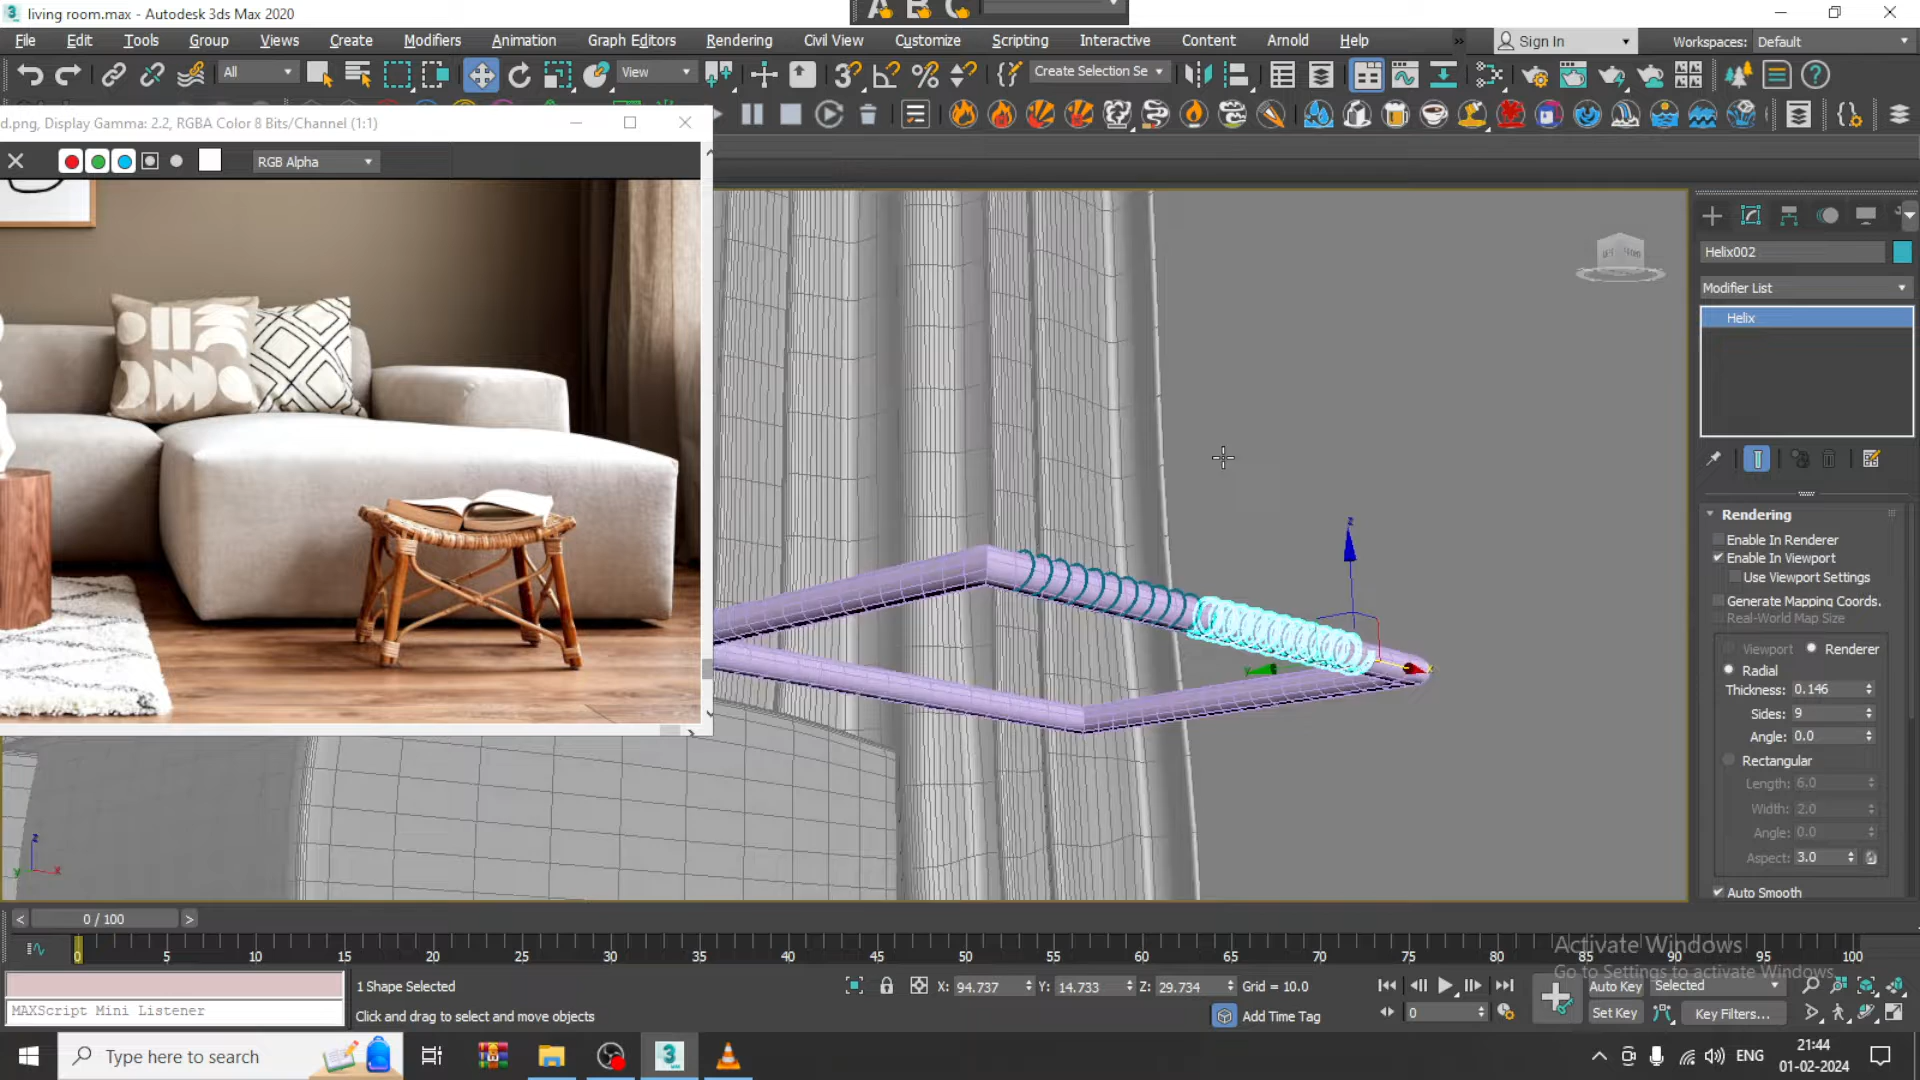 living room.max - Autodesk 3ds Max 2020
File Edit Tools Group Views Create Modifiers Animation Graph Editors Rendering Civil View Customize Scripting Interactive Content Arnold Help
Sign In
Workspaces: Default
All
View
Create Selection Se
d.png, Display Gamma: 2.2, RGBA Color 8 Bits/Channel (1:1)
RGB Alpha
Helix002
Modifier List
Helix
Rendering
Enable In Renderer
Enable In Viewport
Use Viewport Settings
Generate Mapping Coords.
Real-World Map Size
Viewport Renderer
Radial
Thickness: 0.146
Sides: 9
Angle: 0.0
Rectangular
Length: 6.0
Width: 2.0
Angle: 0.0
Aspect: 3.0
Auto Smooth
z
x
y
z
x
y
< 0 / 100 >
0 5 10 15 20 25 30 35 40 45 50 55 60 65 70 75 80 85 90 95 100
Activate Windows
Go to Settings to activate Windows.
1 Shape Selected
X: 94.737 Y: 14.733 Z: 29.734 Grid = 10.0
Auto Key Selected
MAXScript Mini Listener
Click and drag to select and move objects
Add Time Tag
0
Set Key Key Filters...
Type here to search
ENG
21:44
01-02-2024